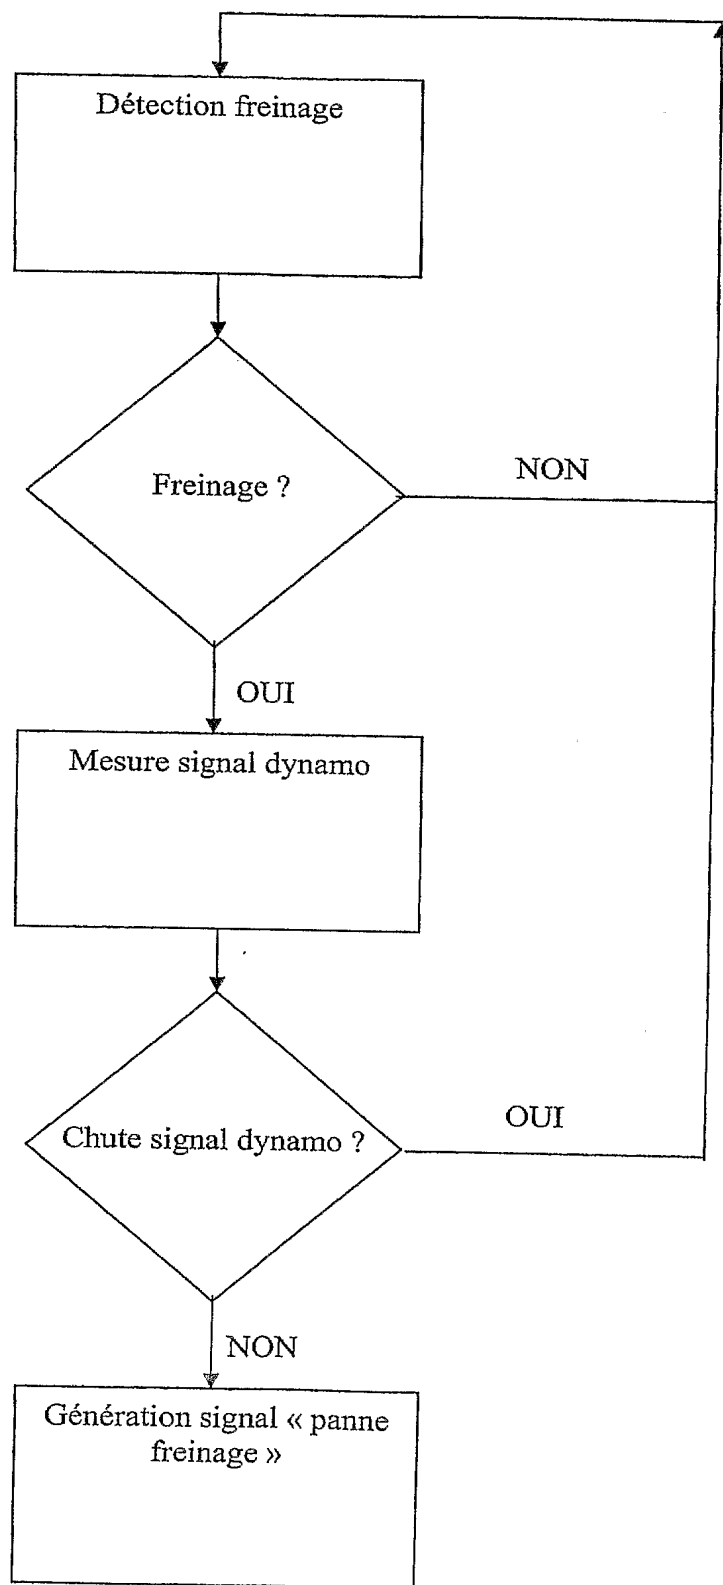 Détection freinage
Freinage ?
NON
OUI
Mesure signal dynamo
Chute signal dynamo ?
OUI
NON
Génération signal « panne
freinage »